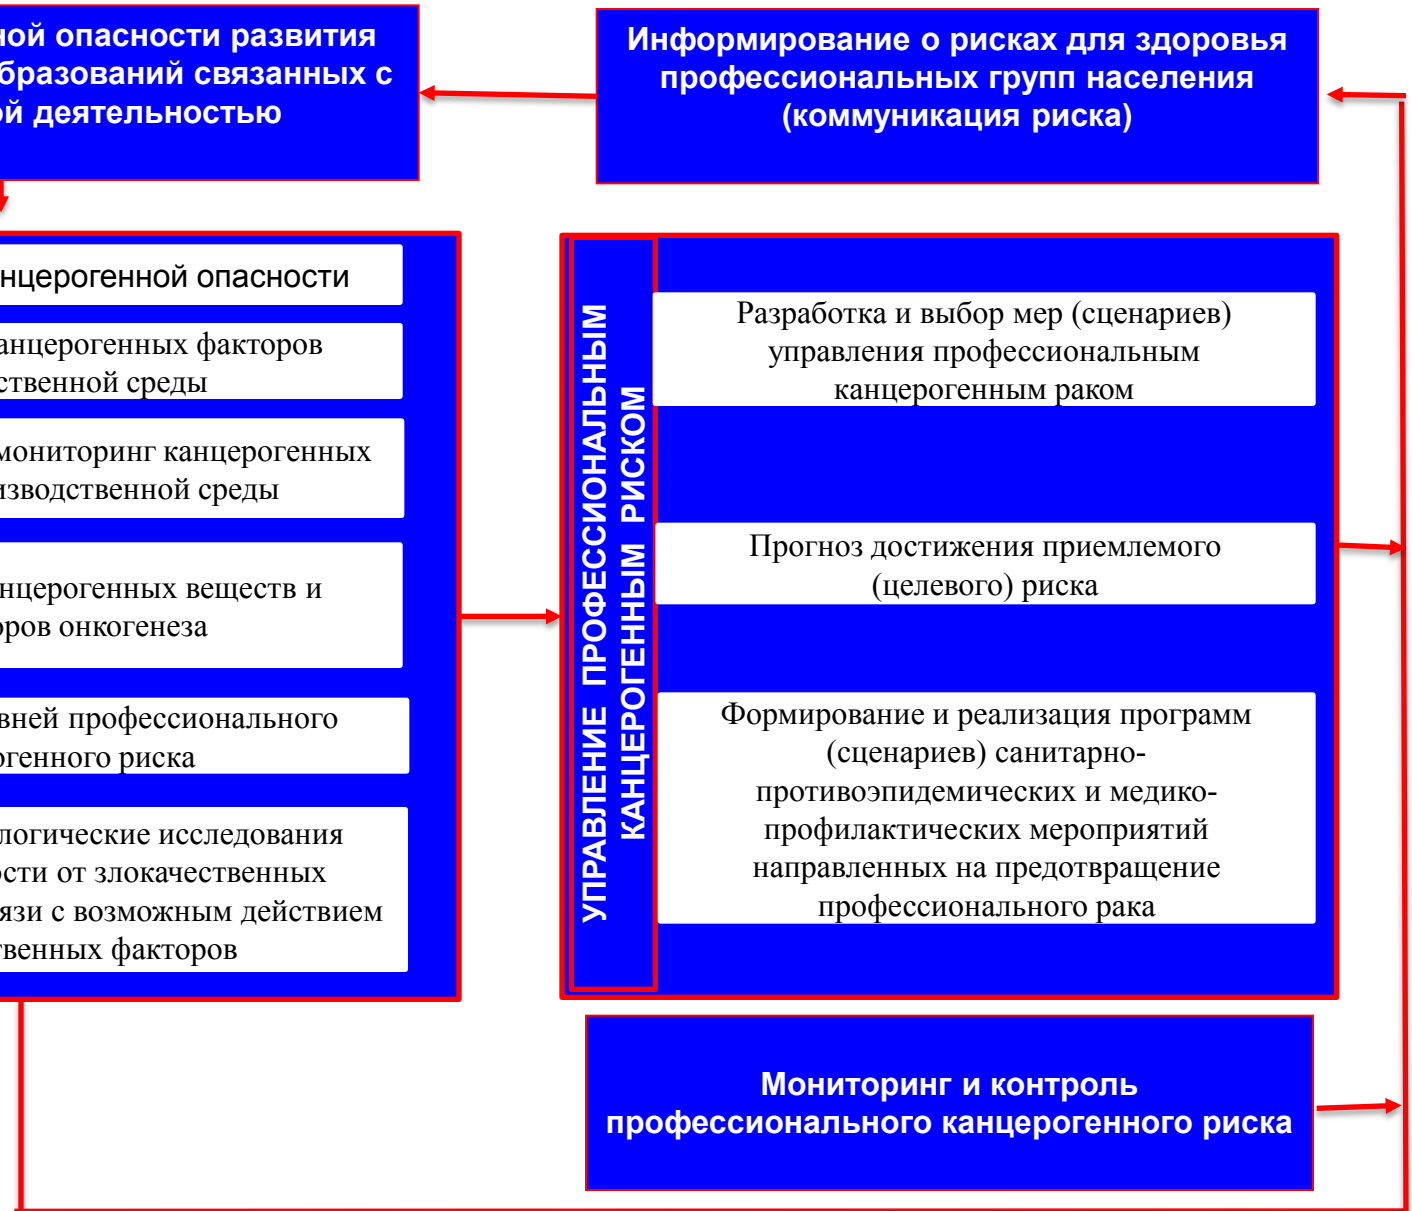 ной опасности развития
бразований связанных с
ой деятельностью
Информирование о рисках для здоровья
профессиональных групп населения
(коммуникация риска)
нцерогенной опасности
анцерогенных факторов
ственной среды
мониторинг канцерогенных
изводственной среды
нцерогенных веществ и
оров онкогенеза
вней профессионального
огенного риска
логические исследования
ости от злокачественных
язи с возможным действием
твенных факторов
УПРАВЛЕНИЕ ПРОФЕССИОНАЛЬНЫМ
КАНЦЕРОГЕННЫМ РИСКОМ
Разработка и выбор мер (сценариев)
управления профессиональным
канцерогенным раком
Прогноз достижения приемлемого
(целевого) риска
Формирование и реализация программ
(сценариев) санитарно-
противоэпидемических и медико-
профилактических мероприятий
направленных на предотвращение
профессионального рака
Мониторинг и контроль
профессионального канцерогенного риска